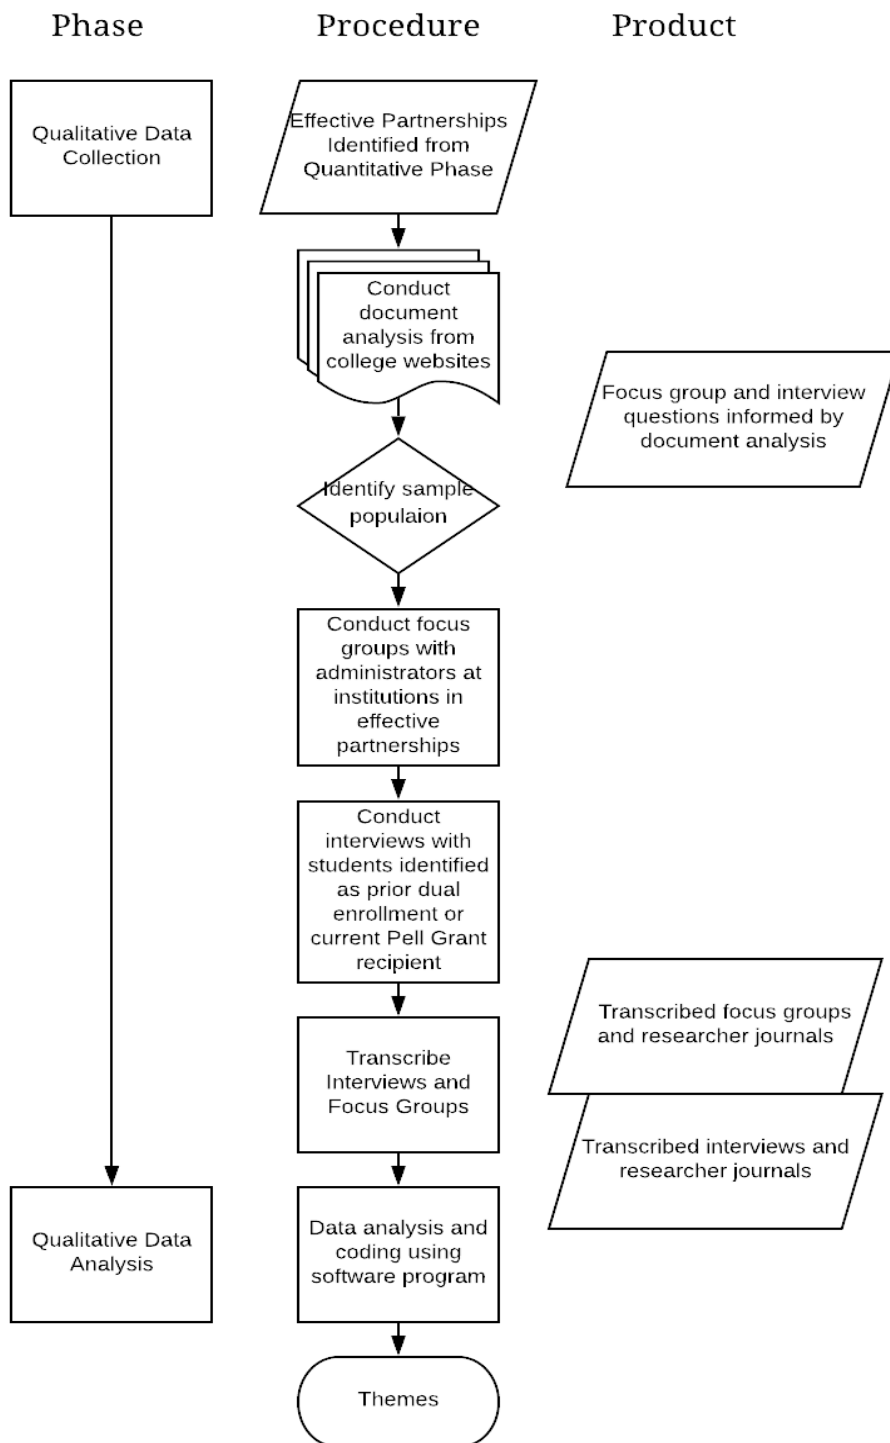 Phase
Procedure
Product
Qualitative Data
Collection
Effective Partnerships
Identified from
Quantitative Phase
Conduct
document
analysis from
college websites
Focus group and interview
questions informed by
document analysis
Identify sample
populaion
Conduct focus
groups with
administrators at
institutions in
effective
partnerships
Conduct
interviews with
students identified
as prior dual
enrollment or
current Pell Grant
recipient
Transcribed focus groups
and researcher journals
Transcribe
Interviews and
Focus Groups
Transcribed interviews and
researcher journals
Qualitative Data
Analysis
Data analysis and
coding using
software program
Themes